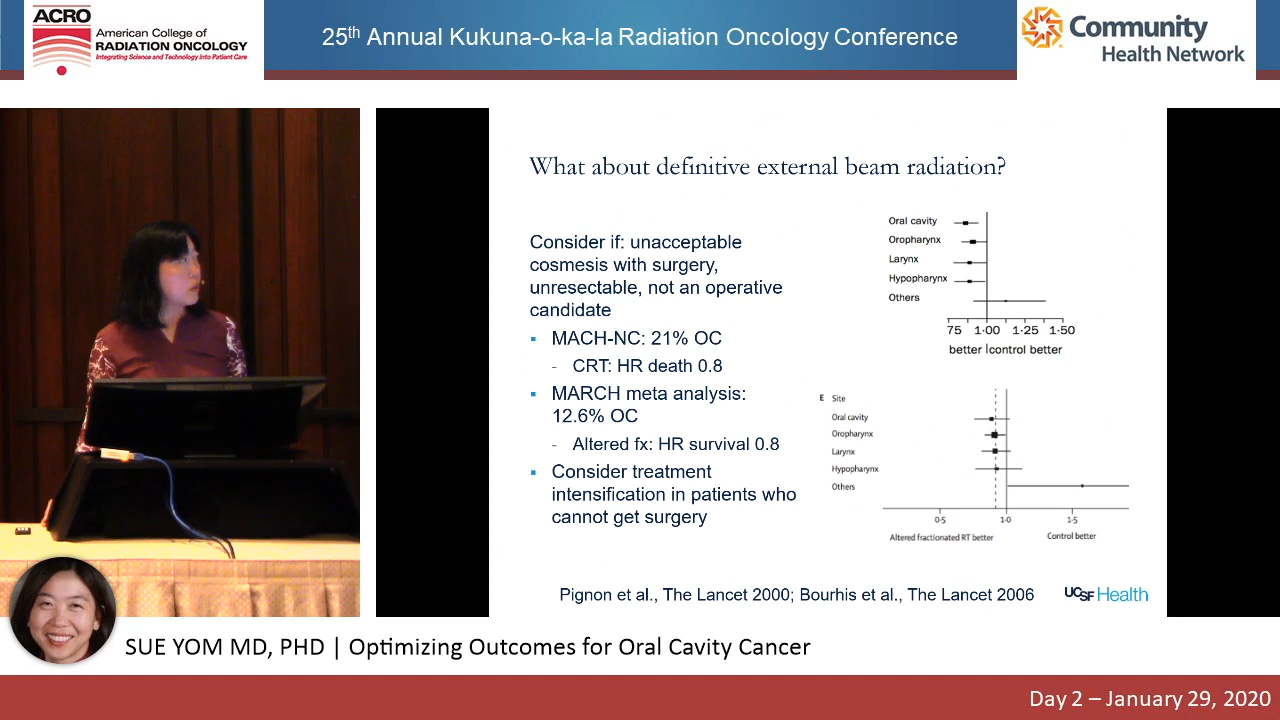 ACRO
American College of
RADIATION ONCOLOGY
Integrating Science and Technology Into Patient Care
25th Annual Kukuna-o-ka-la Radiation Oncology Conference
Community
Health Network
What about definitive external beam radiation?
Consider if: unacceptable
cosmesis with surgery,
unresectable, not an operative
candidate
▪ MACH-NC: 21% OC
- CRT: HR death 0.8
▪ MARCH meta analysis:
12.6% OC
- Altered fx: HR survival 0.8
▪ Consider treatment
intensification in patients who
cannot get surgery
Oral cavity
Oropharynx
Larynx
Hypopharynx
Others
75 1·00 1·25 1·50
better | control better
E Site
Oral cavity
Oropharynx
Larynx
Hypopharynx
Others
0·5 1·0 1·5
Altered fractionated RT better Control better
Pignon et al., The Lancet 2000; Bourhis et al., The Lancet 2006
UCSF Health
SUE YOM MD, PHD | Optimizing Outcomes for Oral Cavity Cancer
Day 2 – January 29, 2020